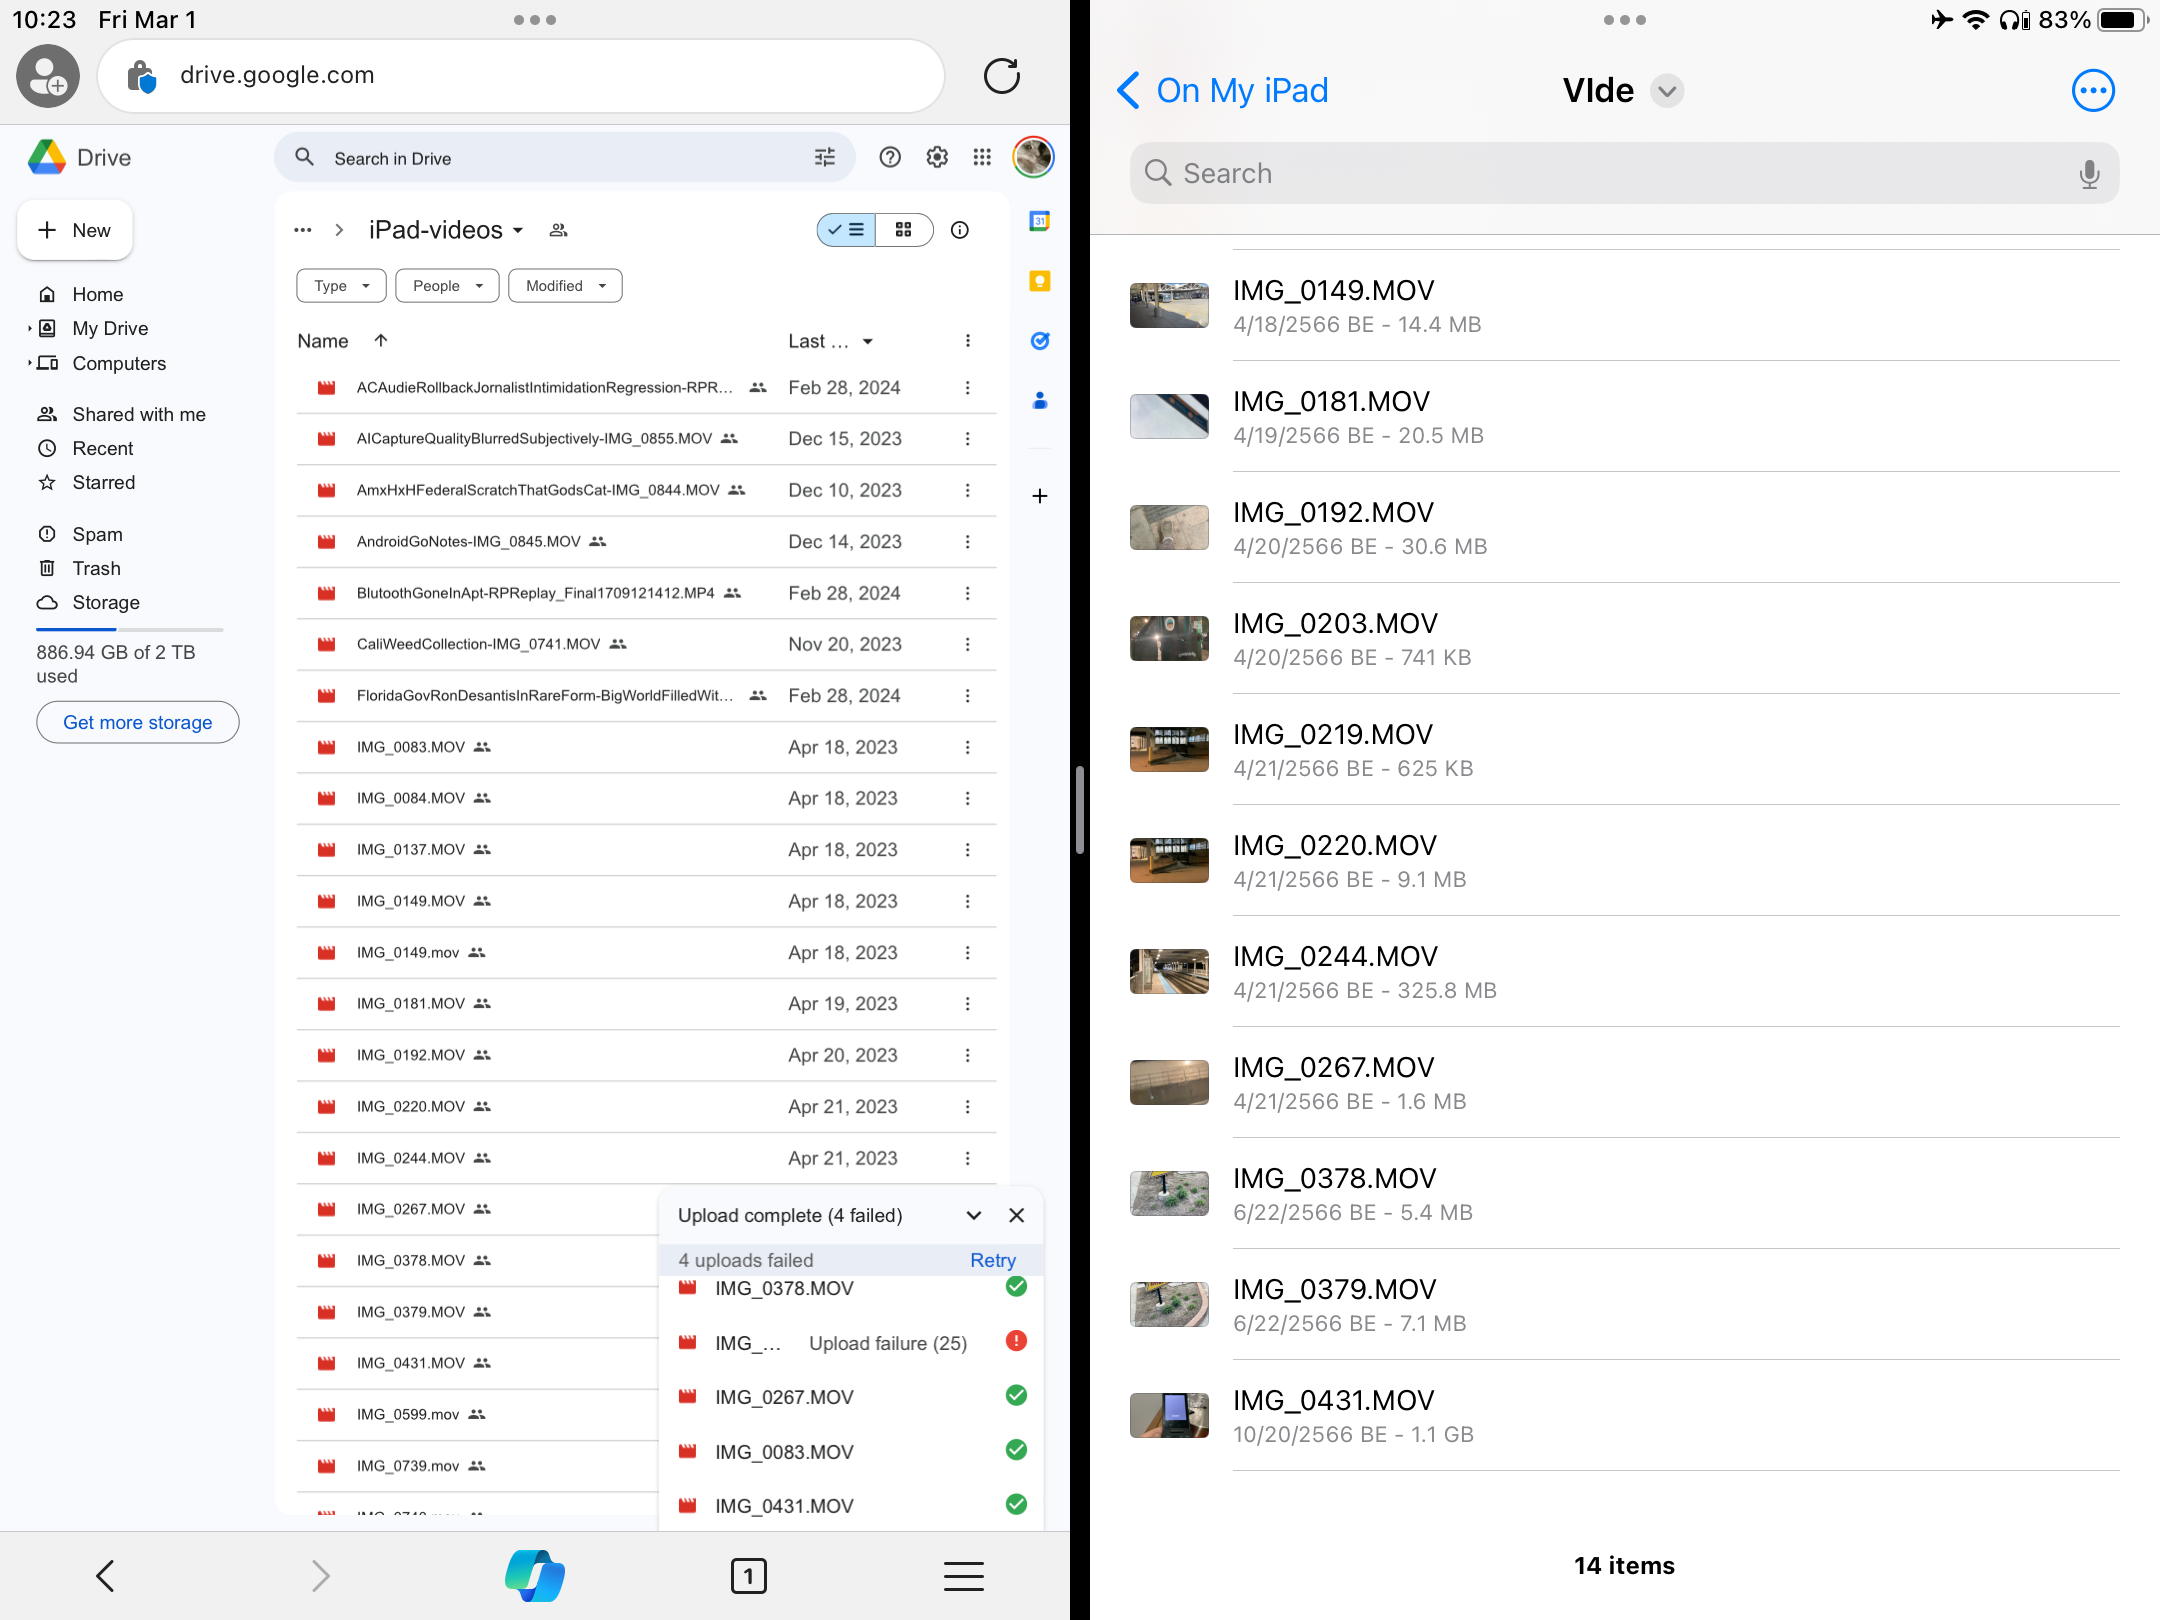 10:23 Fri Mar 1
83%
drive.google.com
Drive
Search in Drive
New
Home
My Drive
Computers
Shared with me
Recent
Starred
Spam
Trash
Storage
886.94 GB of 2 TB
used
Get more storage
iPad-videos
Type
People
Modified
Name
Last ...
ACAudieRollbackJornalistIntimidationRegression-RPR... Feb 28, 2024
AICaptureQualityBlurredSubjectively-IMG_0855.MOV Dec 15, 2023
AmxHxHFederalScratchThatGodsCat-IMG_0844.MOV Dec 10, 2023
AndroidGoNotes-IMG_0845.MOV Dec 14, 2023
BlutoothGoneInApt-RPReplay_Final1709121412.MP4 Feb 28, 2024
CaliWeedCollection-IMG_0741.MOV Nov 20, 2023
FloridaGovRonDesantisInRareForm-BigWorldFilledWit... Feb 28, 2024
IMG_0083.MOV Apr 18, 2023
IMG_0084.MOV Apr 18, 2023
IMG_0137.MOV Apr 18, 2023
IMG_0149.MOV Apr 18, 2023
IMG_0149.mov Apr 18, 2023
IMG_0181.MOV Apr 19, 2023
IMG_0192.MOV Apr 20, 2023
IMG_0220.MOV Apr 21, 2023
IMG_0244.MOV Apr 21, 2023
IMG_0267.MOV
IMG_0378.MOV
IMG_0379.MOV
IMG_0431.MOV
IMG_0599.mov
IMG_0739.mov
Upload complete (4 failed)
4 uploads failed Retry
IMG_0378.MOV
IMG_... Upload failure (25)
IMG_0267.MOV
IMG_0083.MOV
IMG_0431.MOV
31
1
On My iPad
VIde
Search
IMG_0149.MOV
4/18/2566 BE - 14.4 MB
IMG_0181.MOV
4/19/2566 BE - 20.5 MB
IMG_0192.MOV
4/20/2566 BE - 30.6 MB
IMG_0203.MOV
4/20/2566 BE - 741 KB
IMG_0219.MOV
4/21/2566 BE - 625 KB
IMG_0220.MOV
4/21/2566 BE - 9.1 MB
IMG_0244.MOV
4/21/2566 BE - 325.8 MB
IMG_0267.MOV
4/21/2566 BE - 1.6 MB
IMG_0378.MOV
6/22/2566 BE - 5.4 MB
IMG_0379.MOV
6/22/2566 BE - 7.1 MB
IMG_0431.MOV
10/20/2566 BE - 1.1 GB
14 items